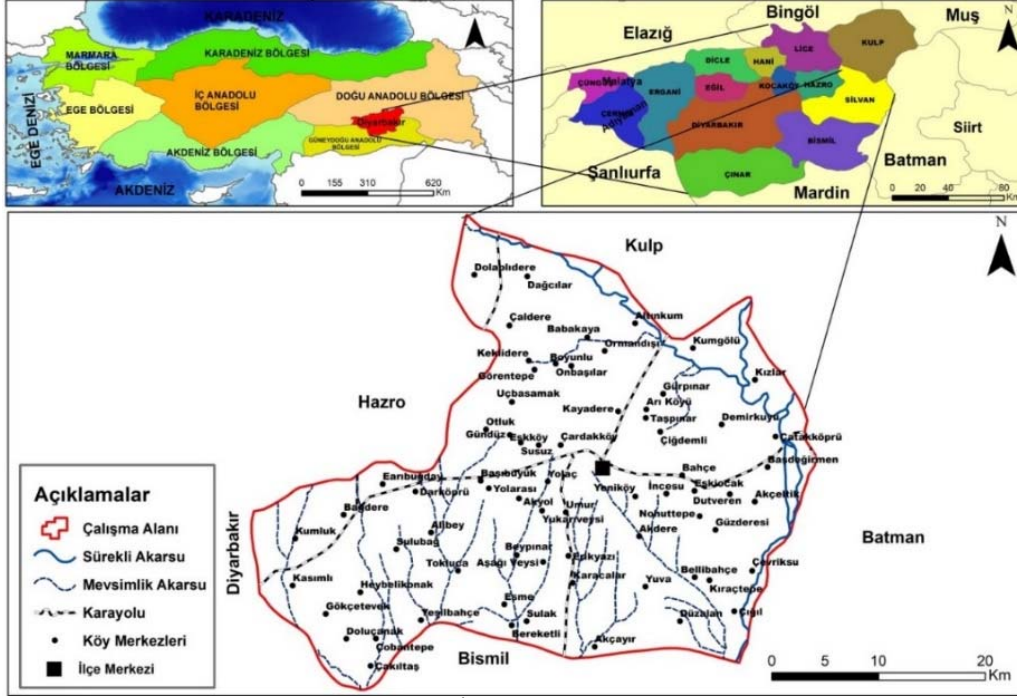 KARADENİZ
N
KARADENİZ BÖLGESİ
MARMARA
BÖLGESİ
EGE DENİZİ
EGE BÖLGESİ
İÇ ANADOLU
BÖLGESİ
DOĞU ANADOLU
BÖLGESİ
Diyarbakır
GÜNEYDOĞU ANADOLU
BÖLGESİ
AKDENİZ BÖLGESİ
AKDENİZ
0 155 310 620
Km
Bingöl
Muş
N
Elazığ
LİCE
KULP
DİCLE
HANİ
ÇÜNGÜŞ
Malatya
ERGANİ
EĞİL
KOCAKÖY
HAZRO
SİLVAN
ÇERMİK
Adıyaman
DİYARBAKIR
BİSMİL
Siirt
Batman
Şanlıurfa
ÇINAR
Mardin
0 20 40 80
Km
Kulp
N
Dolaplıdere
Dağcılar
Çaldere
Altınkum
Babakaya
Ormandışı
Kumgölü
Keklidere
Boyunlu
Onbaşılar
Görentepe
Kızlar
Gürpınar
Uçbasamak
Hazro
Kayadere
Arı Köyü
Taşpınar
Demirkuyu
Otluk
Gündüz
Eskköy
Susuz
Çardakköy
Çiğdemli
Çatakköprü
Başdeğirmen
Bahçe
Başıbüyük
Yolaç
Yolarası
Darköprü
Yeniköy
İncesu
Eskiocak
Dutveren
Akçeltik
Akyol
Umur
Yukarıveysi
Nohuttepe
Güzderesi
Akdere
Bağdere
Kumluk
Alibey
Sulubağ
Beypınar
Aşağı Veysi
Tokluca
Karacalar
Batman
Bellibahçe
Çevriksu
Kıraçtepe
Yuva
Kasımlı
Heybelikonak
Eşme
Gökçetevek
Yeşilbahçe
Sulak
Bereketli
Düzalan
Çığıl
Doluçanak
Çobantepe
Akçayır
Çakıltaş
Bismil
Diyarbakır
Açıklamalar
Çalışma Alanı
Sürekli Akarsu
Mevsimlik Akarsu
Karayolu
Köy Merkezleri
İlçe Merkezi
0 5 10 20
Km